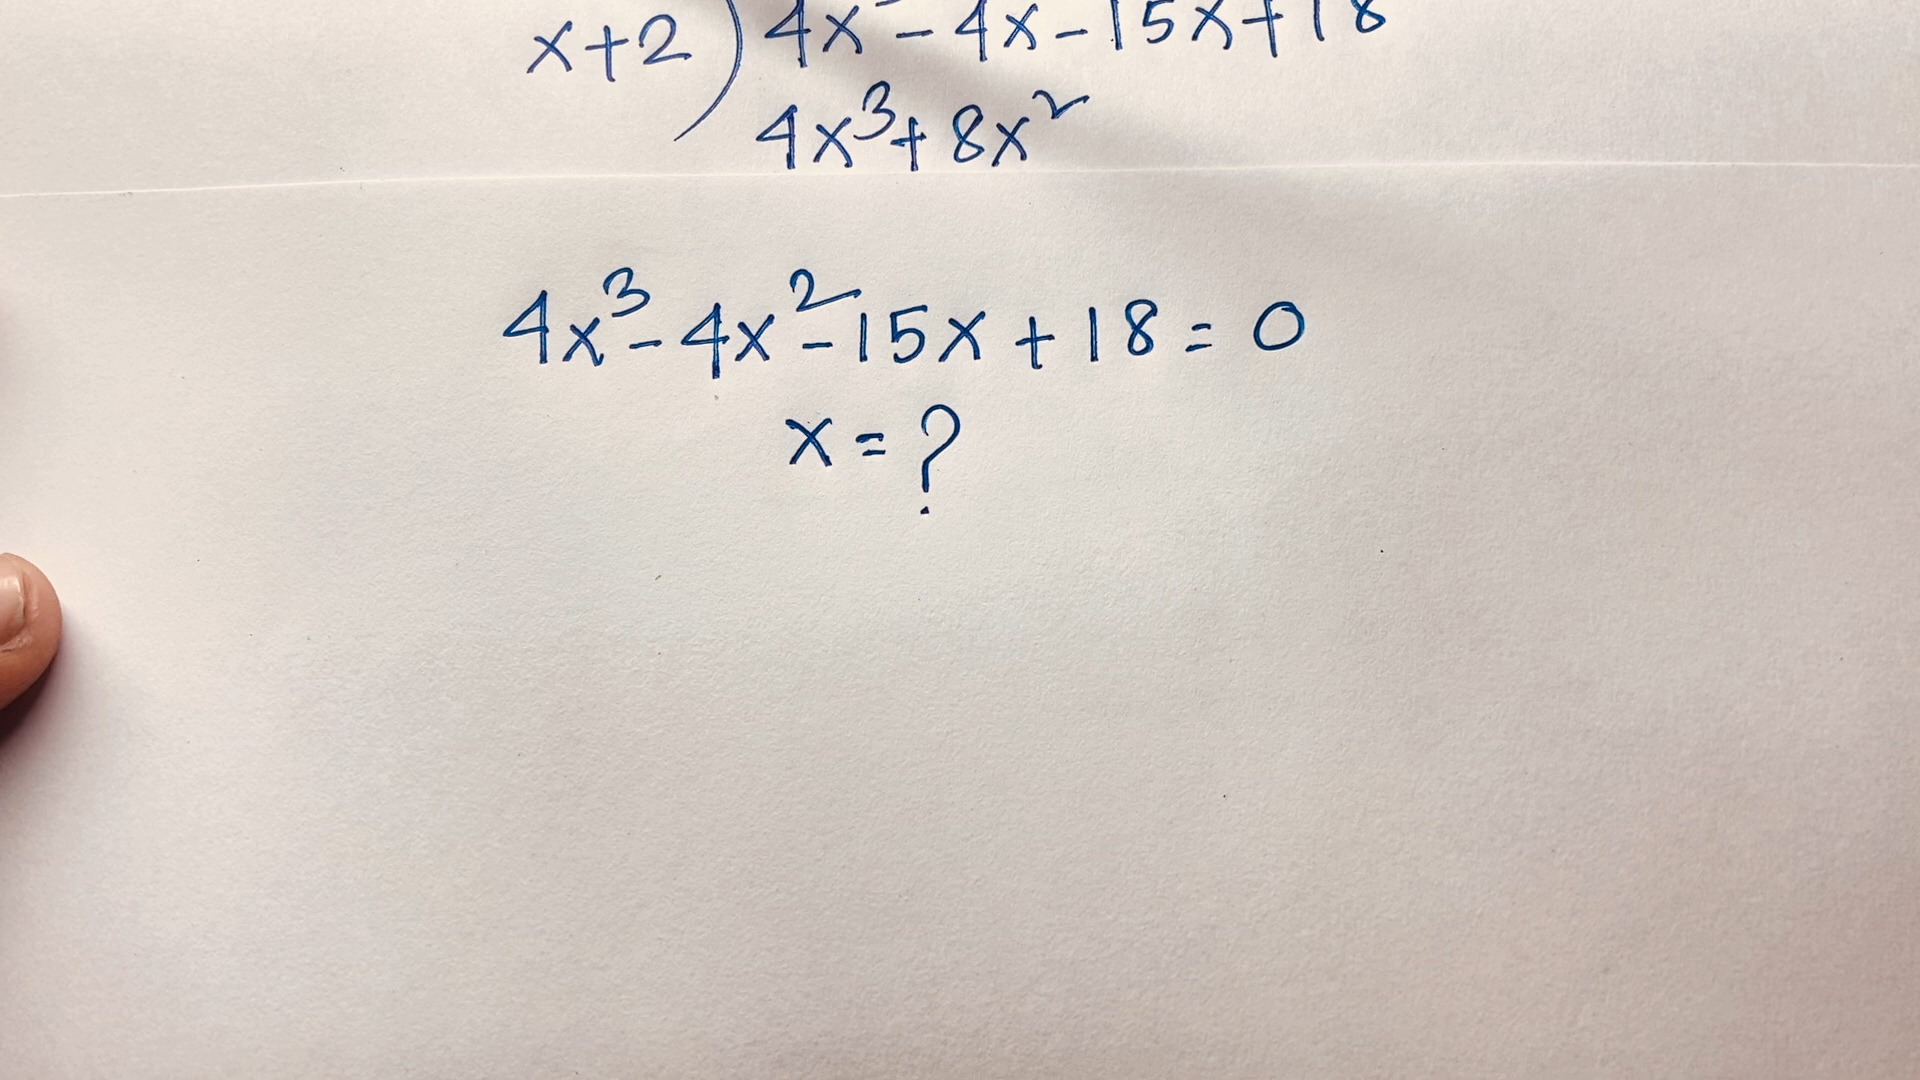 x+2 ) 4x - 4x - 15x + 18
4x³ + 8x²
4x³ - 4x² - 15x + 18 = 0
x = ?